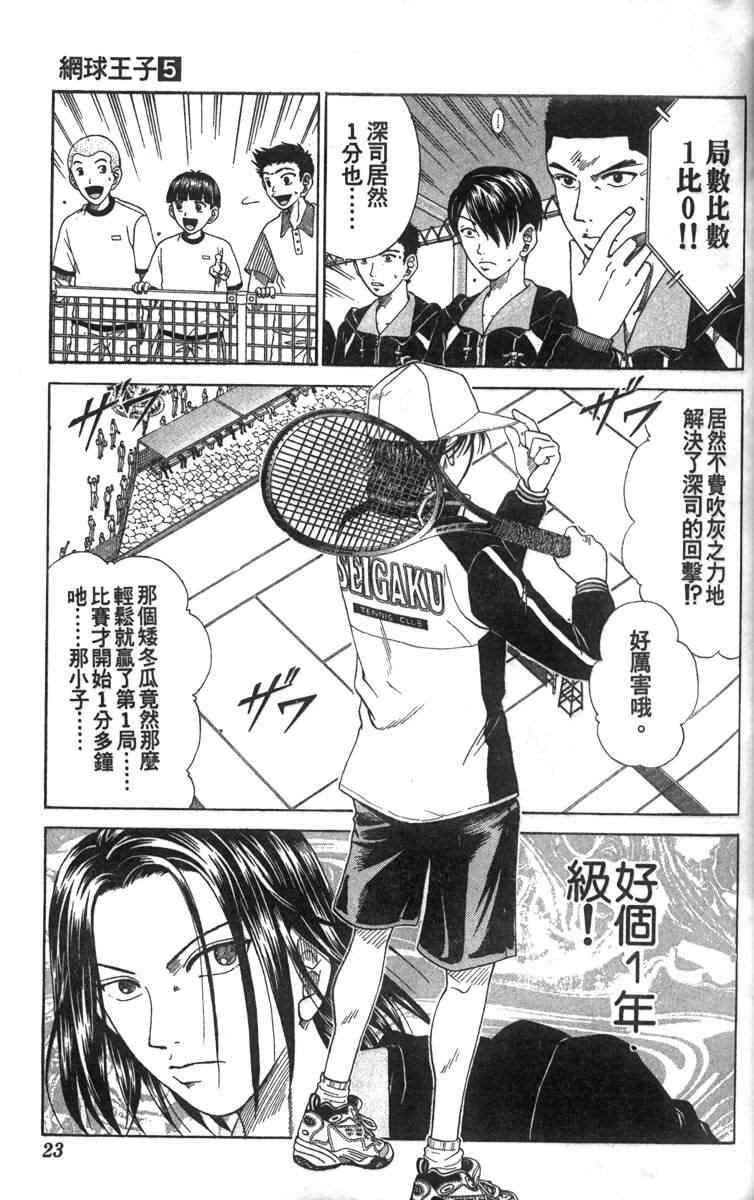 網球王子5
局數比數
1比0!!
深司居然
1分也……
居然不費吹灰之力地
解決了深司的回擊!?
好厲害哦。
ザワ
ザワ
ザワ
ザワ
SEIGAKU
TENNIS CLUB
那個矮冬瓜竟然那麼
輕鬆就贏了第1局……
比賽才開始1分多鐘
吔……那小子……
好個1年
級!
23